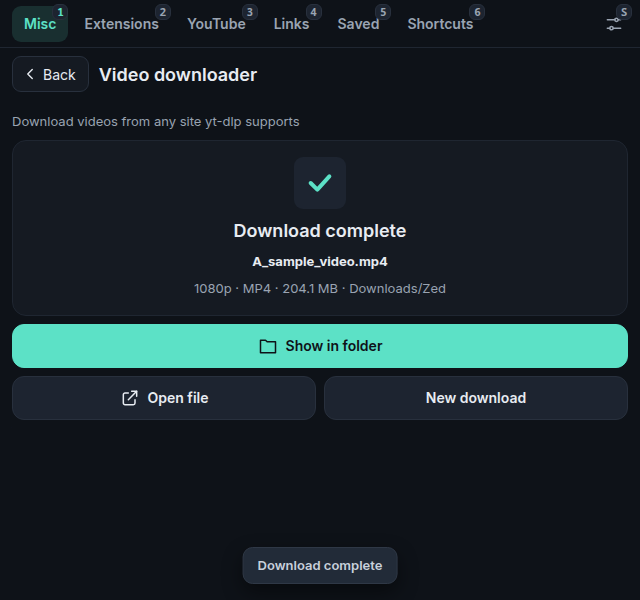 Misc 1 Extensions 2 YouTube 3 Links 4 Saved 5 Shortcuts 6 S
Back Video downloader
Download videos from any site yt-dlp supports
Download complete
A_sample_video.mp4
1080p · MP4 · 204.1 MB · Downloads/Zed
Show in folder
Open file New download
Download complete